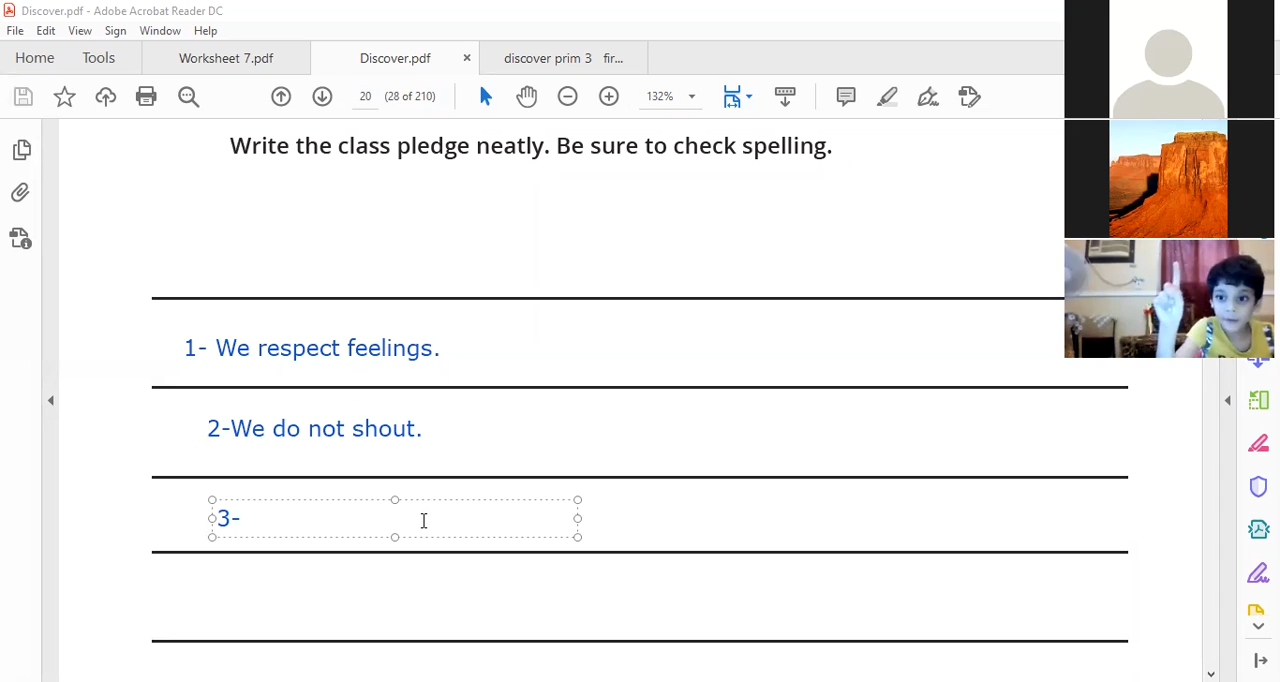 Discover.pdf - Adobe Acrobat Reader DC
File Edit View Sign Window Help
Home Tools Worksheet 7.pdf Discover.pdf × discover prim 3 fir...
20 (28 of 210) 132%
Write the class pledge neatly. Be sure to check spelling.
1- We respect feelings.
2-We do not shout.
3-